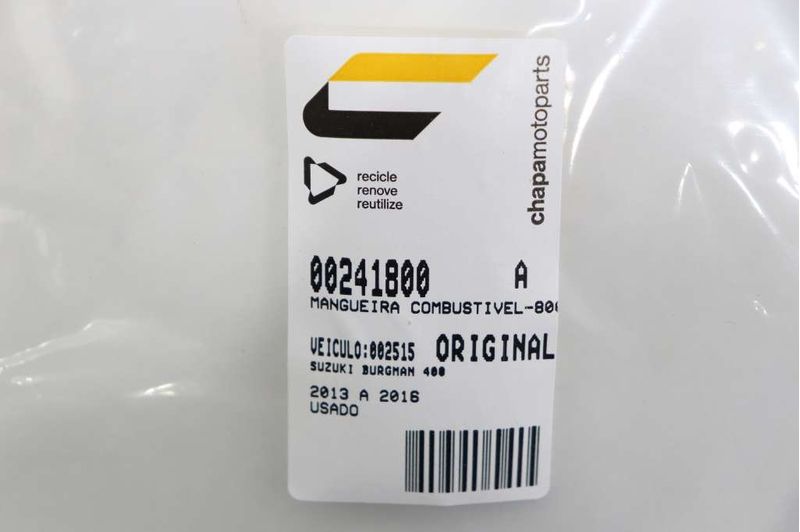 chapamotoparts
recicle
renove
reutilize
00241800 A
MANGUEIRA COMBUSTIVEL-80
VEICULO:002515 ORIGINAL
SUZUKI BURGMAN 400
2013 A 2016
USADO